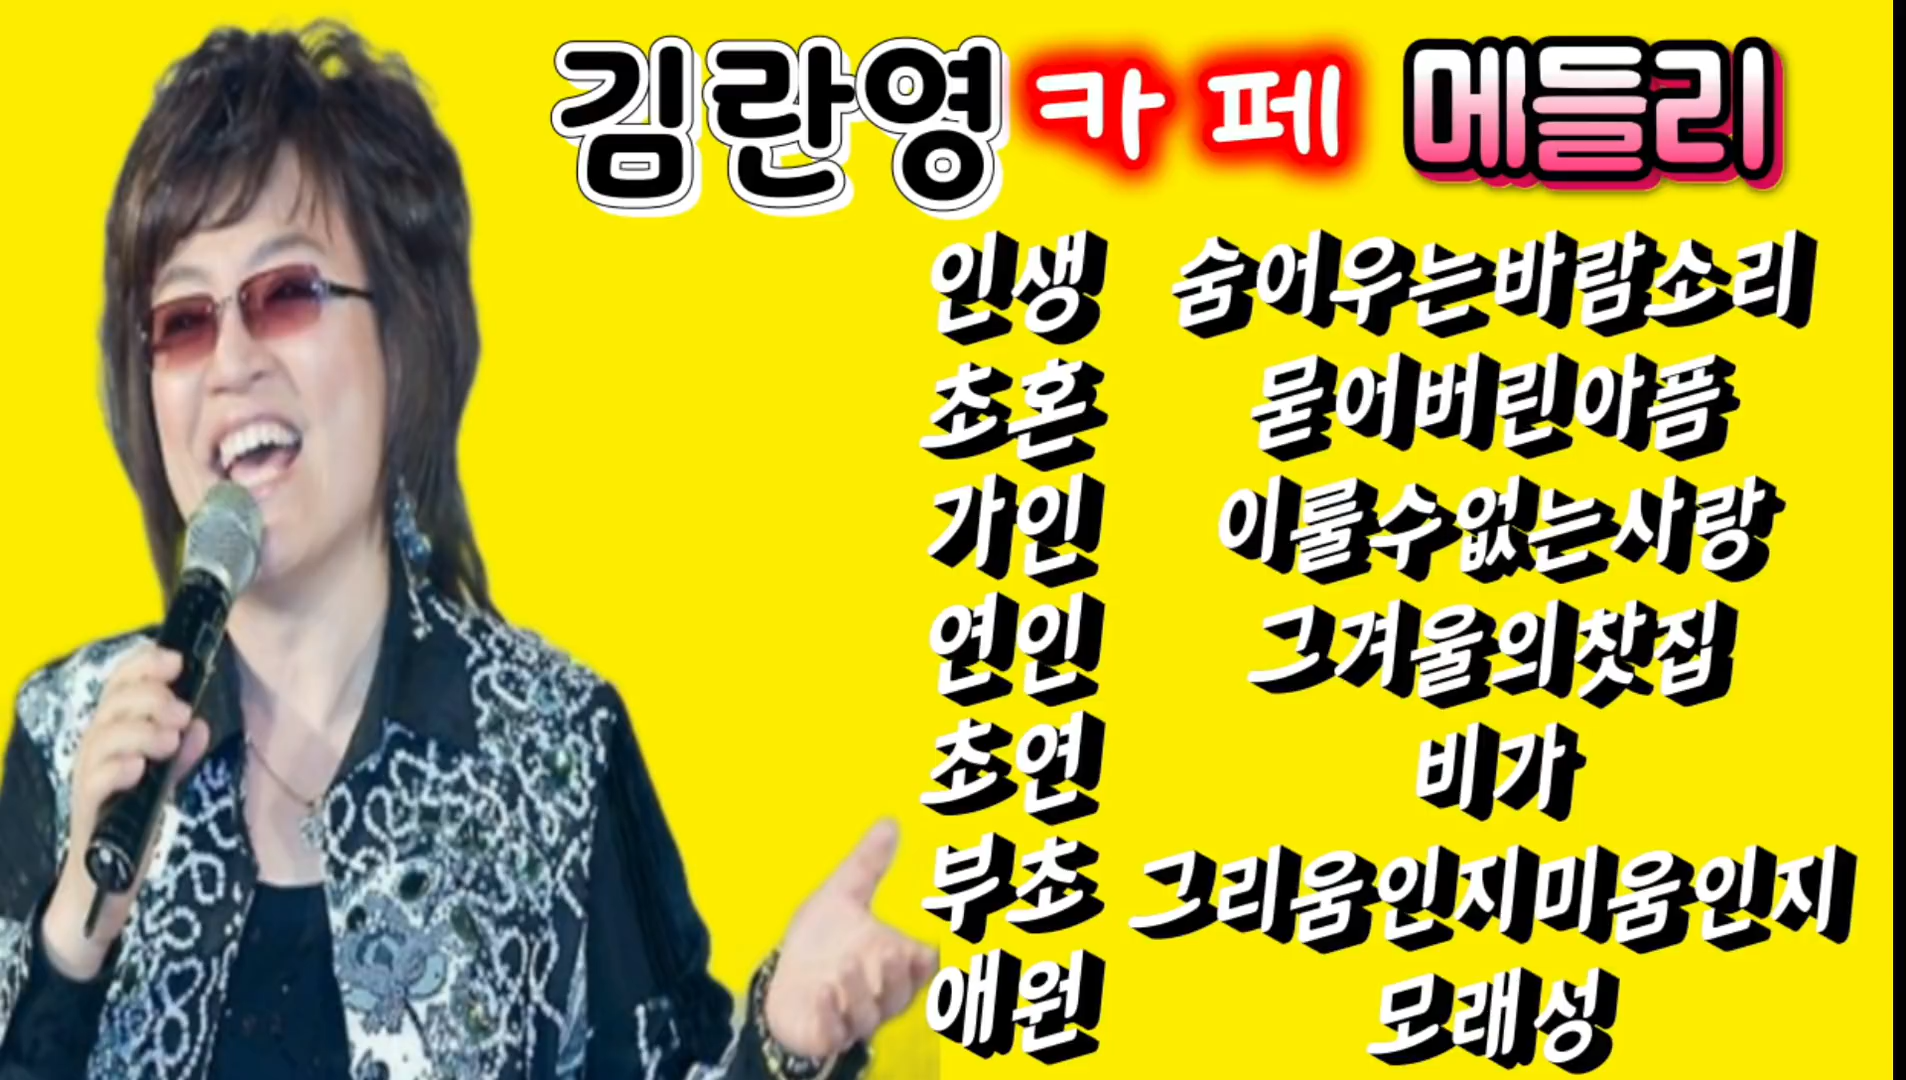 김란영카페 메들리
인생 숨어우는바람소리
초혼 묻어버린아픔
가인 이룰수없는사랑
연인 그겨울의찻집
초연 비가
부초 그리움인지미움인지
애원 모래성